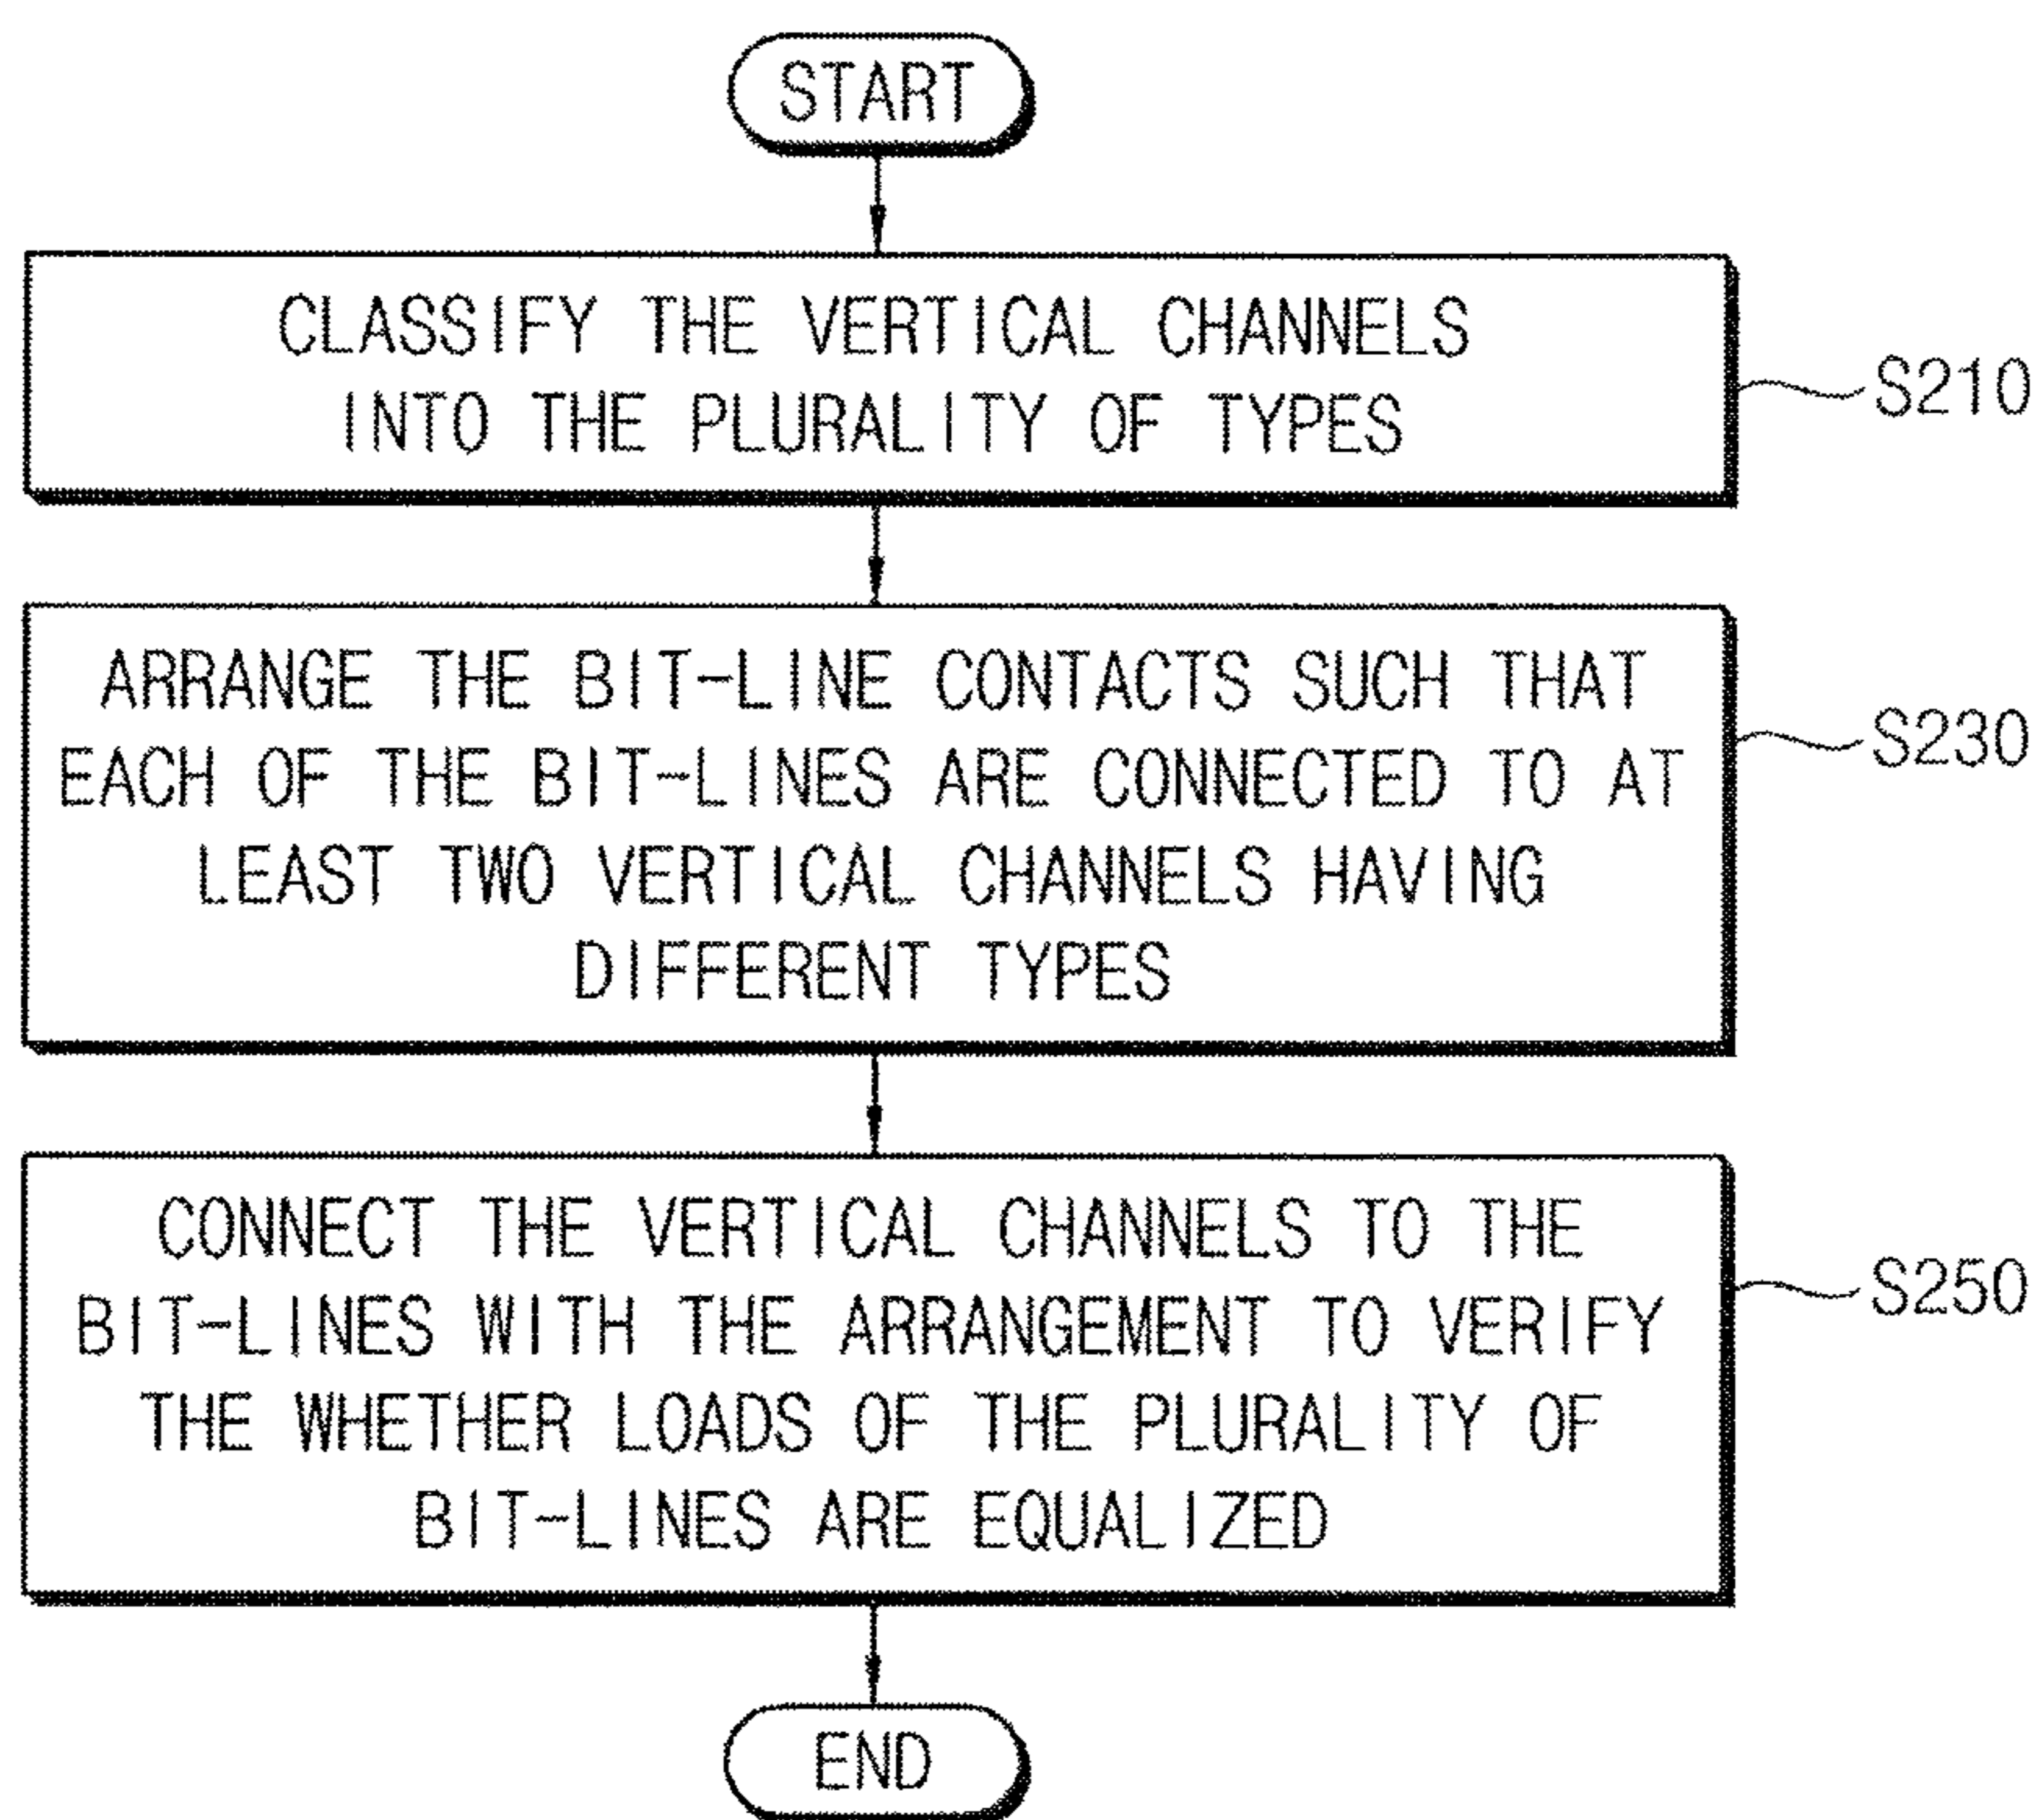 START
CLASSIFY THE VERTICAL CHANNELS
INTO THE PLURALITY OF TYPES
S210
ARRANGE THE BIT-LINE CONTACTS SUCH THAT
EACH OF THE BIT-LINES ARE CONNECTED TO AT
LEAST TWO VERTICAL CHANNELS HAVING
DIFFERENT TYPES
S230
CONNECT THE VERTICAL CHANNELS TO THE
BIT-LINES WITH THE ARRANGEMENT TO VERIFY
THE WHETHER LOADS OF THE PLURALITY OF
BIT-LINES ARE EQUALIZED
S250
END